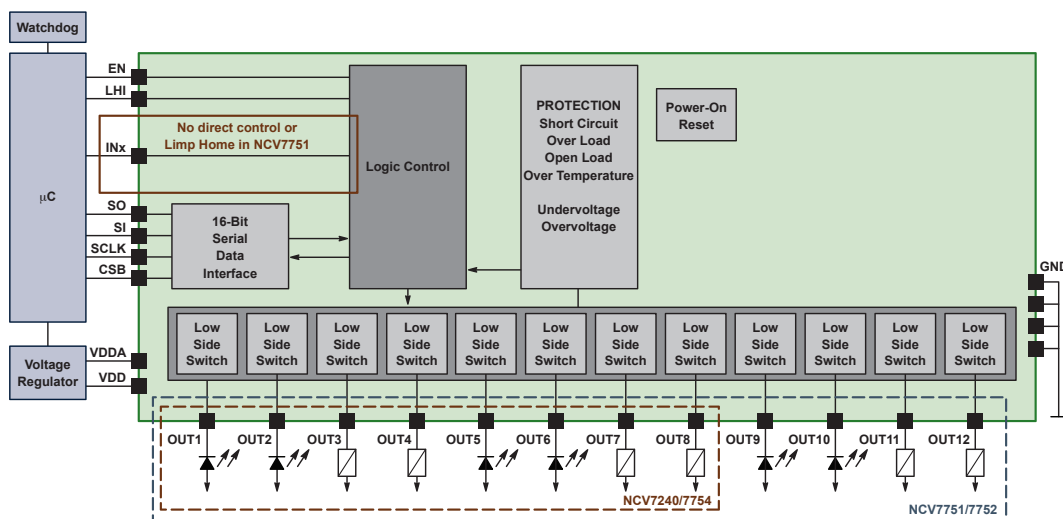 Watchdog
μC
Voltage
Regulator
EN
LHI
INx
SO
SI
SCLK
CSB
VDDA
VDD
No direct control or
Limp Home in NCV7751
16-Bit
Serial
Data
Interface
Logic Control
PROTECTION
Short Circuit
Over Load
Open Load
Over Temperature
Undervoltage
Overvoltage
Power-On
Reset
GND
Low
Side
Switch
Low
Side
Switch
Low
Side
Switch
Low
Side
Switch
Low
Side
Switch
Low
Side
Switch
Low
Side
Switch
Low
Side
Switch
Low
Side
Switch
Low
Side
Switch
Low
Side
Switch
Low
Side
Switch
OUT1
OUT2
OUT3
OUT4
OUT5
OUT6
OUT7
OUT8
OUT9
OUT10
OUT11
OUT12
NCV7240/7754
NCV7751/7752